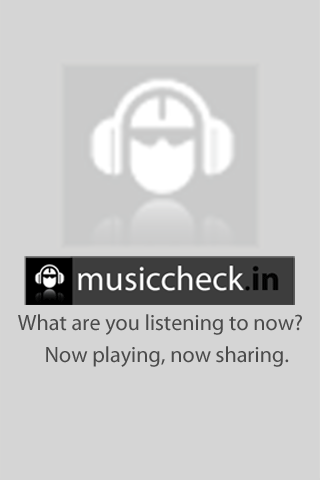 musiccheck.in
What are you listening to now?
Now playing, now sharing.